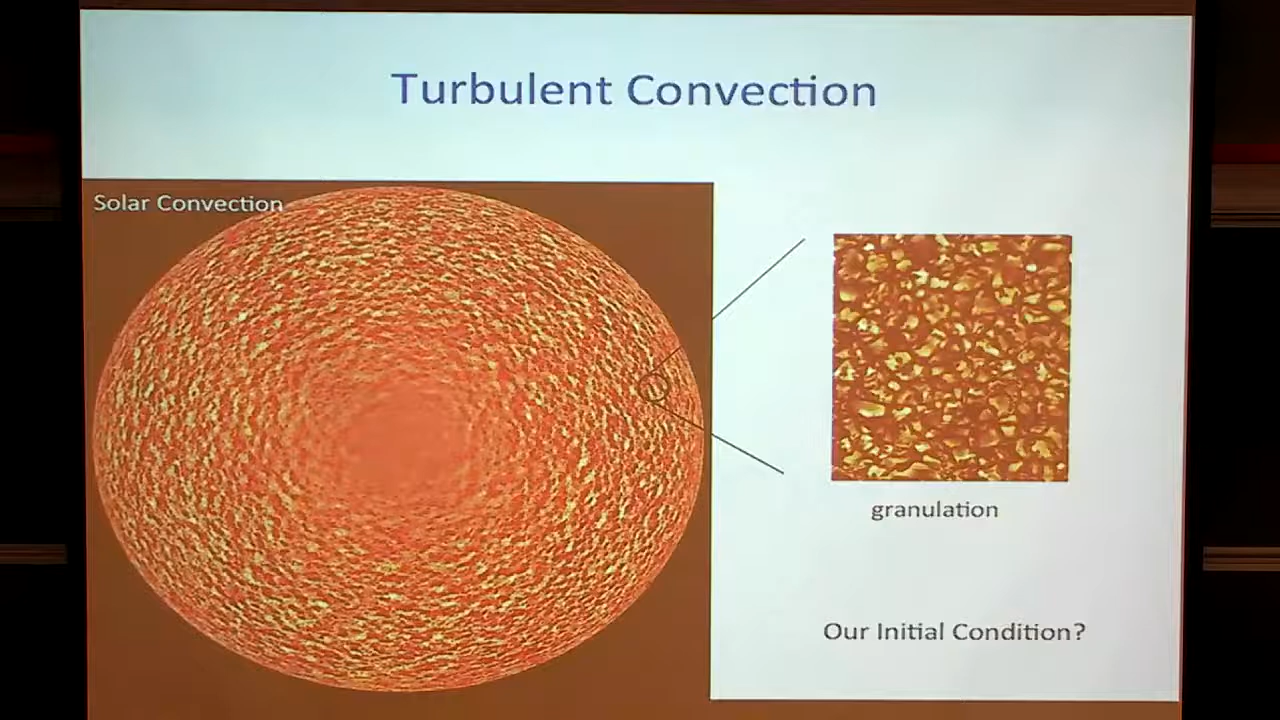 Turbulent Convection
Solar Convection
granulation
Our Initial Condition?